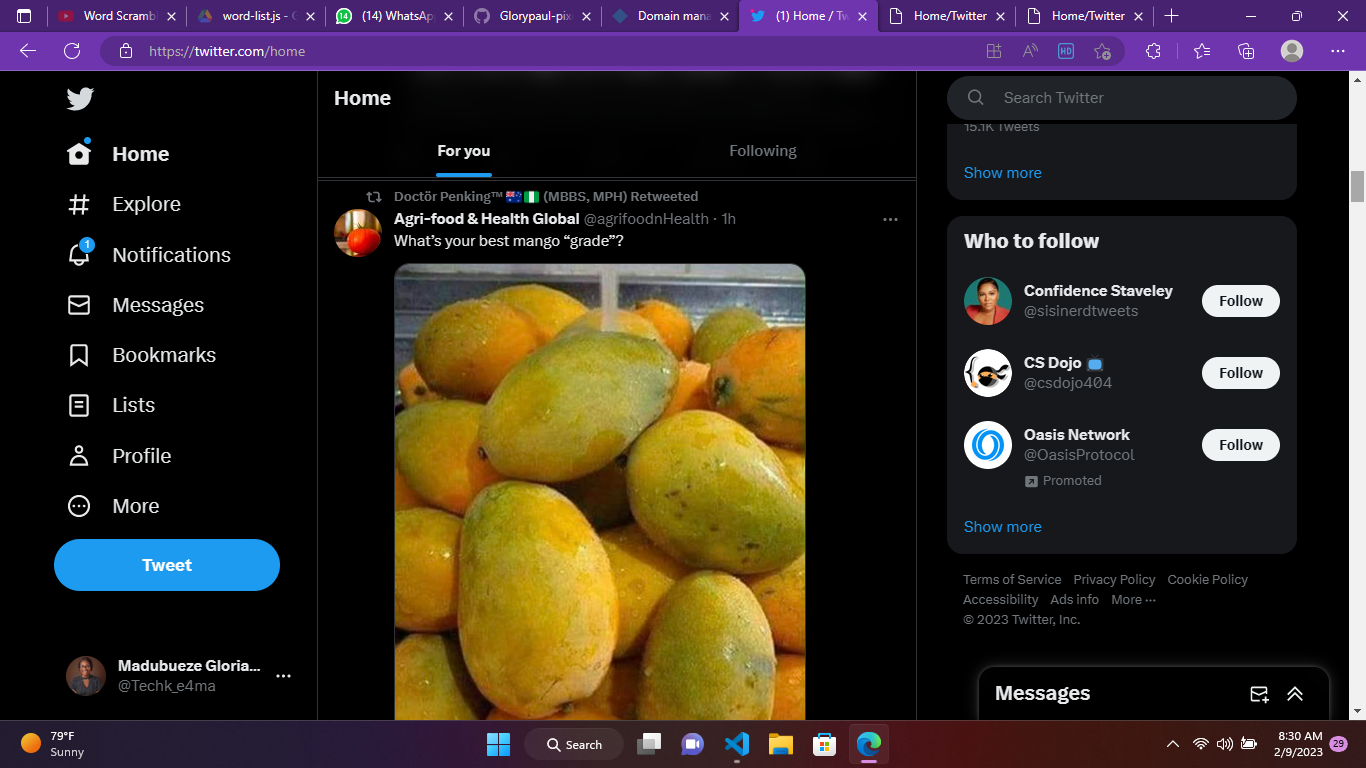 Word Scrambl
word-list.js - G
(14) WhatsAp
Glorypaul-pix
Domain mana
(1) Home / Tw
Home/Twitter
Home/Twitter
https://twitter.com/home
HD
Home
For you
Following
Home
Explore
1
Notifications
Messages
Bookmarks
Lists
Profile
More
Tweet
Madubueze Gloria...
@Techk_e4ma
Doctör Penking™ 🇦🇺🇳🇬 (MBBS, MPH) Retweeted
Agri-food & Health Global @agrifoodnHealth · 1h
What’s your best mango “grade”?
Search Twitter
15.1K Tweets
Show more
Who to follow
Confidence Staveley
@sisinerdtweets
Follow
CS Dojo
@csdojo404
Follow
Oasis Network
@OasisProtocol
Follow
Promoted
Show more
Terms of Service Privacy Policy Cookie Policy
Accessibility Ads info More ···
© 2023 Twitter, Inc.
Messages
79°F
Sunny
Search
8:30 AM
2/9/2023
29